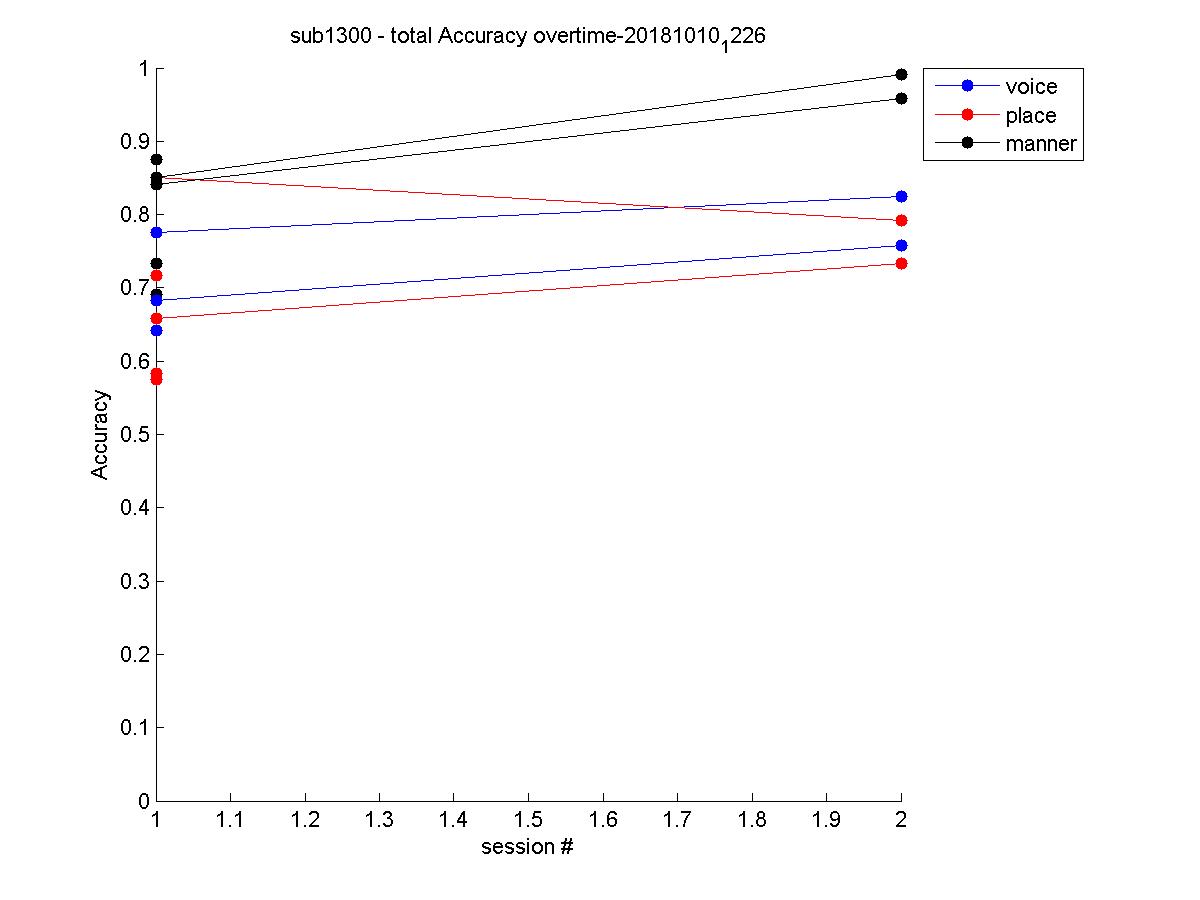 sub1300 - total Accuracy overtime-20181010₁226
voice
place
manner
1
0.9
0.8
0.7
0.6
0.5
0.4
0.3
0.2
0.1
0
Accuracy
1 1.1 1.2 1.3 1.4 1.5 1.6 1.7 1.8 1.9 2
session #